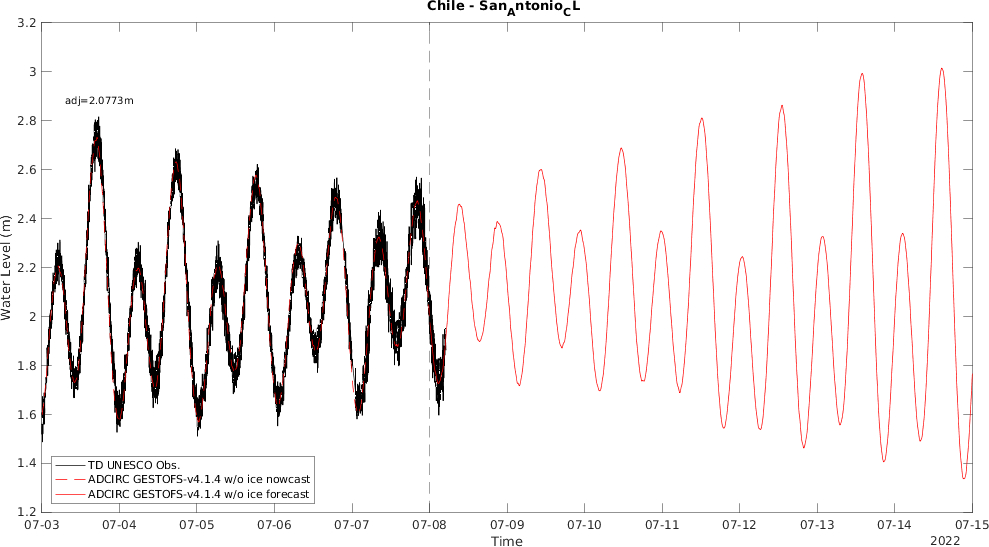 Chile - SanAntonioCL
3.2
3
2.8
2.6
2.4
2.2
2
1.8
1.6
1.4
1.2
Water Level (m)
adj=2.0773m
TD UNESCO Obs.
ADCIRC GESTOFS-v4.1.4 w/o ice nowcast
ADCIRC GESTOFS-v4.1.4 w/o ice forecast
07-03 07-04 07-05 07-06 07-07 07-08 07-09 07-10 07-11 07-12 07-13 07-14 07-15
Time
2022